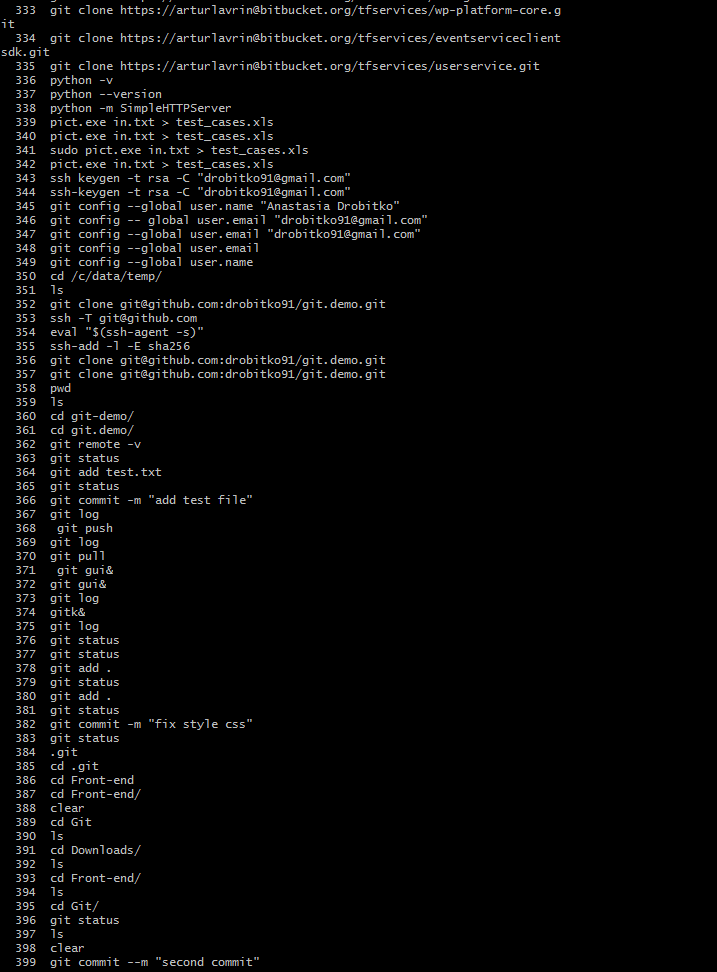 333 git clone https://arturlavrin@bitbucket.org/tfservices/wp-platform-core.g
it
334 git clone https://arturlavrin@bitbucket.org/tfservices/eventserviceclient
sdk.git
335 git clone https://arturlavrin@bitbucket.org/tfservices/userservice.git
336 python -v
337 python --version
338 python -m SimpleHTTPServer
339 pict.exe in.txt > test_cases.xls
340 pict.exe in.txt > test_cases.xls
341 sudo pict.exe in.txt > test_cases.xls
342 pict.exe in.txt > test_cases.xls
343 ssh keygen -t rsa -C "drobitko91@gmail.com"
344 ssh-keygen -t rsa -C "drobitko91@gmail.com"
345 git config --global user.name "Anastasia Drobitko"
346 git config -- global user.email "drobitko91@gmail.com"
347 git config --global user.email "drobitko91@gmail.com"
348 git config --global user.email
349 git config --global user.name
350 cd /c/data/temp/
351 ls
352 git clone git@github.com:drobitko91/git.demo.git
353 ssh -T git@github.com
354 eval "$(ssh-agent -s)"
355 ssh-add -l -E sha256
356 git clone git@github.com:drobitko91/git.demo.git
357 git clone git@github.com:drobitko91/git.demo.git
358 pwd
359 ls
360 cd git-demo/
361 cd git.demo/
362 git remote -v
363 git status
364 git add test.txt
365 git status
366 git commit -m "add test file"
367 git log
368  git push
369 git log
370 git pull
371  git gui&
372 git gui&
373 git log
374 gitk&
375 git log
376 git status
377 git status
378 git add .
379 git status
380 git add .
381 git status
382 git commit -m "fix style css"
383 git status
384 .git
385 cd .git
386 cd Front-end
387 cd Front-end/
388 clear
389 cd Git
390 ls
391 cd Downloads/
392 ls
393 cd Front-end/
394 ls
395 cd Git/
396 git status
397 ls
398 clear
399 git commit --m "second commit"